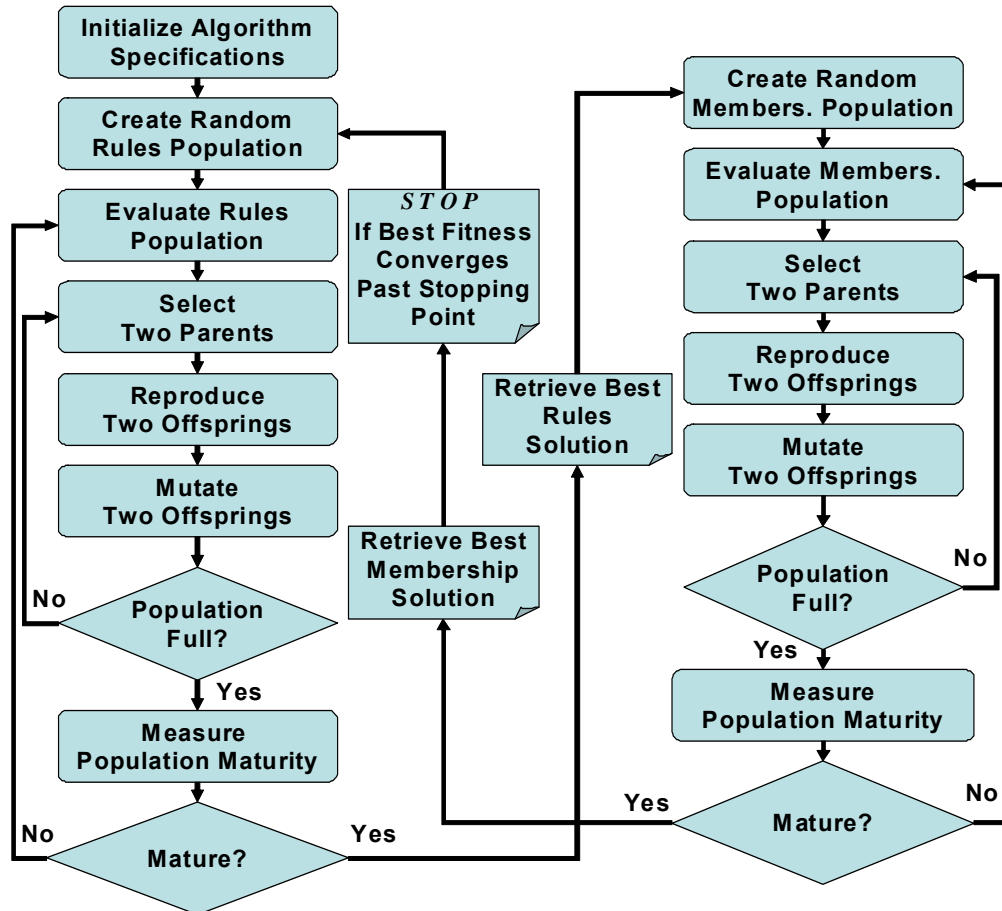 Initialize Algorithm
Specifications
Create Random
Rules Population
Evaluate Rules
Population
Select
Two Parents
Reproduce
Two Offsprings
Mutate
Two Offsprings
No
Population
Full?
Yes
Measure
Population Maturity
No
Mature?
Yes
STOP
If Best Fitness
Converges
Past Stopping
Point
Retrieve Best
Membership
Solution
Retrieve Best
Rules
Solution
Create Random
Members. Population
Evaluate Members.
Population
Select
Two Parents
Reproduce
Two Offsprings
Mutate
Two Offsprings
Population
Full?
No
Yes
Measure
Population Maturity
Yes
Mature?
No